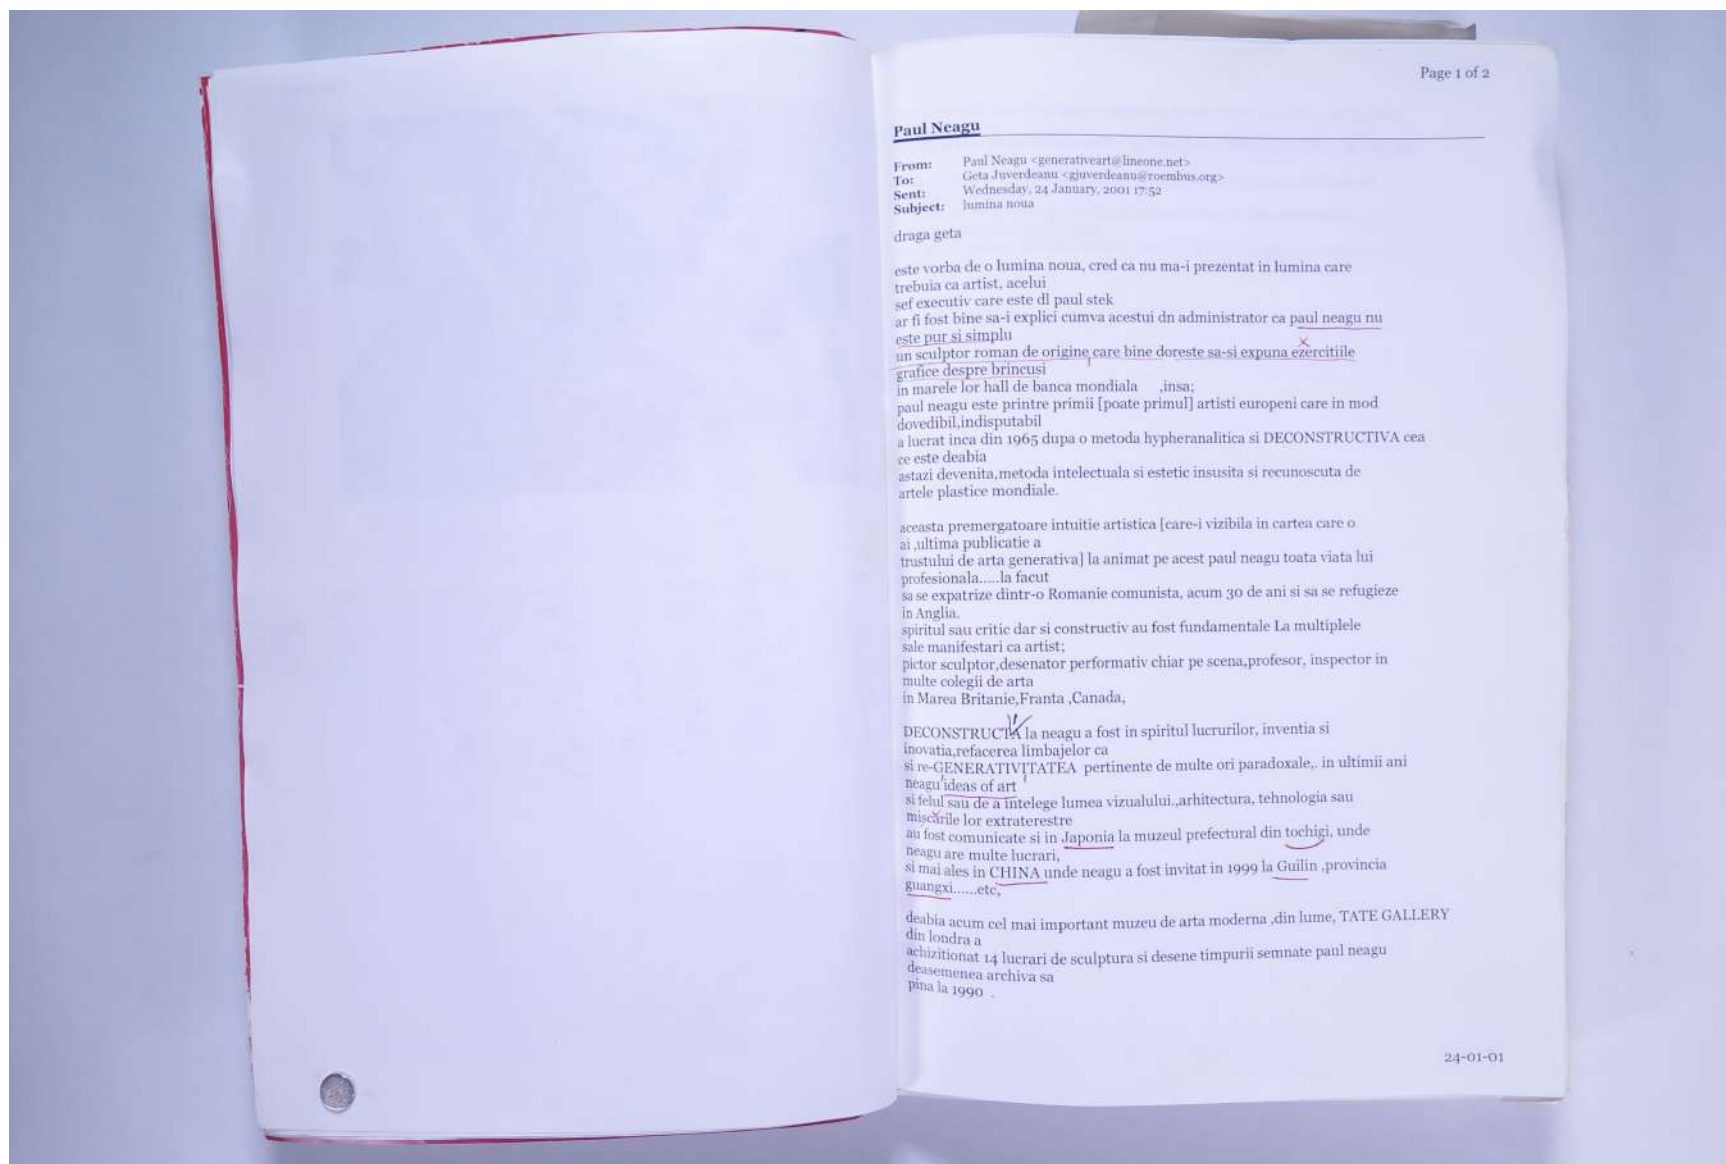 Page 1 of 2
Paul Neagu
From: Paul Neagu <generativeart@lineone.net>
To: Geta Juverdeanu <gjuverdeanu@roembus.org>
Sent: Wednesday, 24 January, 2001 17:52
Subject: lumina noua
draga geta
este vorba de o lumina noua, cred ca nu ma-i prezentat in lumina care
trebuia ca artist, acelui
sef executiv care este dl paul stek
ar fi fost bine sa-i explici cumva acestui dn administrator ca paul neagu nu
este pur si simplu
un sculptor roman de origine, care bine doreste sa-si expuna ezercitiile
grafice despre brincusi
in marele lor hall de banca mondiala ,insa;
paul neagu este printre primii [poate primul] artisti europeni care in mod
dovedibil,indisputabil
a lucrat inca din 1965 dupa o metoda hypheranalitica si DECONSTRUCTIVA cea
ce este deabia
astazi devenita,metoda intelectuala si estetic insusita si recunoscuta de
artele plastice mondiale.
aceasta premergatoare intuitie artistica [care-i vizibila in cartea care o
ai ,ultima publicatie a
trustului de arta generativa] la animat pe acest paul neagu toata viata lui
profesionala.....la facut
sa se expatrize dintr-o Romanie comunista, acum 30 de ani si sa se refugieze
in Anglia.
spiritul sau critic dar si constructiv au fost fundamentale La multiplele
sale manifestari ca artist;
pictor sculptor,desenator performativ chiar pe scena,profesor, inspector in
multe colegii de arta
in Marea Britanie,Franta ,Canada,
DECONSTRUCTA la neagu a fost in spiritul lucrurilor, inventia si
inovatia,refacerea limbajelor ca
si re-GENERATIVITATEA pertinente de multe ori paradoxale,. in ultimii ani
neagu'ideas of art'
si felul sau de a intelege lumea vizualului.,arhitectura, tehnologia sau
miscarile lor extraterestre
au fost comunicate si in Japonia la muzeul prefectural din tochigi, unde
neagu are multe lucrari,
si mai ales in CHINA unde neagu a fost invitat in 1999 la Guilin ,provincia
guangxi......etc,
deabia acum cel mai important muzeu de arta moderna ,din lume, TATE GALLERY
din londra a
achizitionat 14 lucrari de sculptura si desene timpurii semnate paul neagu
deasemenea archiva sa
pina la 1990 .
24-01-01